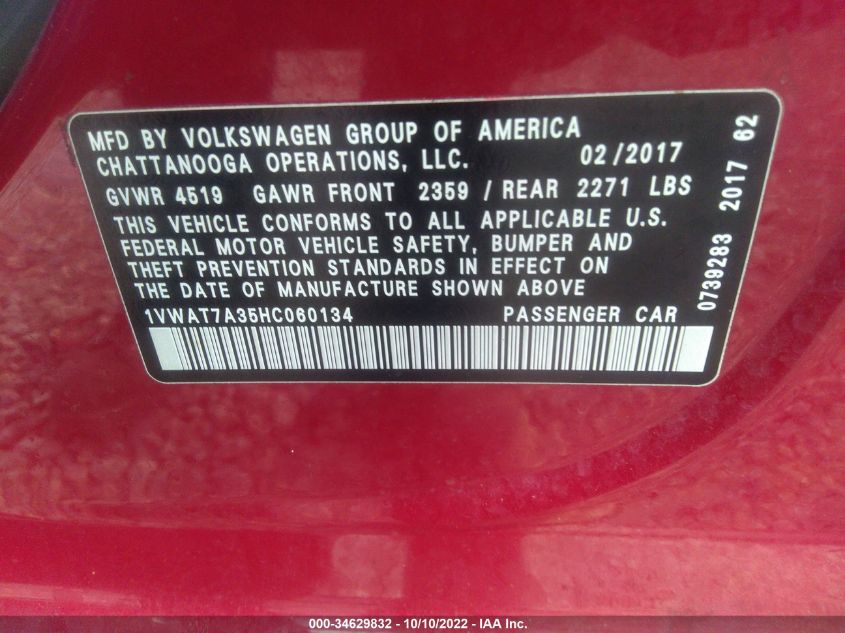 MFD BY VOLKSWAGEN GROUP OF AMERICA
CHATTANOOGA OPERATIONS, LLC. 02/2017
GVWR 4519 GAWR FRONT 2359 / REAR 2271 LBS
THIS VEHICLE CONFORMS TO ALL APPLICABLE U.S.
FEDERAL MOTOR VEHICLE SAFETY, BUMPER AND
THEFT PREVENTION STANDARDS IN EFFECT ON
THE DATE OF MANUFACTURE SHOWN ABOVE
1VWAT7A35HC060134 PASSENGER CAR
0739283 2017 62
000-34629832 - 10/10/2022 - IAA Inc.